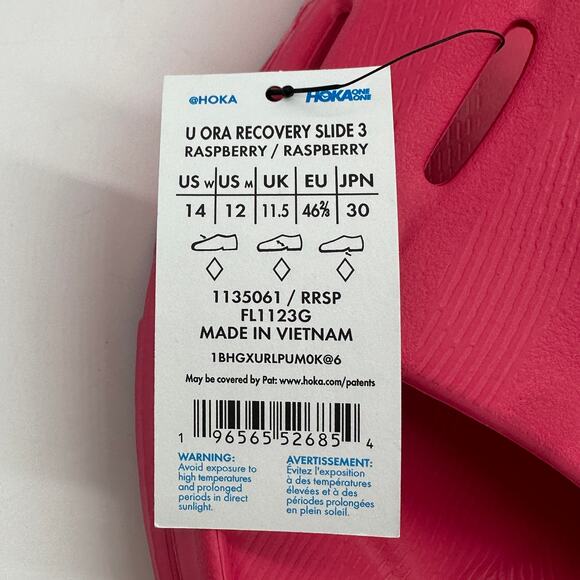 @HOKA
HOKA ONE ONE
U ORA RECOVERY SLIDE 3
RASPBERRY / RASPBERRY
US W US M UK EU JPN
14 12 11.5 46⅔ 30
1135061 / RRSP
FL1123G
MADE IN VIETNAM
1BHGXURLPUM0K@6
May be covered by Pat: www.hoka.com/patents
1 96565 52685 4
WARNING:
Avoid exposure to
high temperatures
and prolonged
periods in direct
sunlight.
AVERTISSEMENT:
Évitez l'exposition
à des températures
élevées et à des
périodes prolongées
en plein soleil.